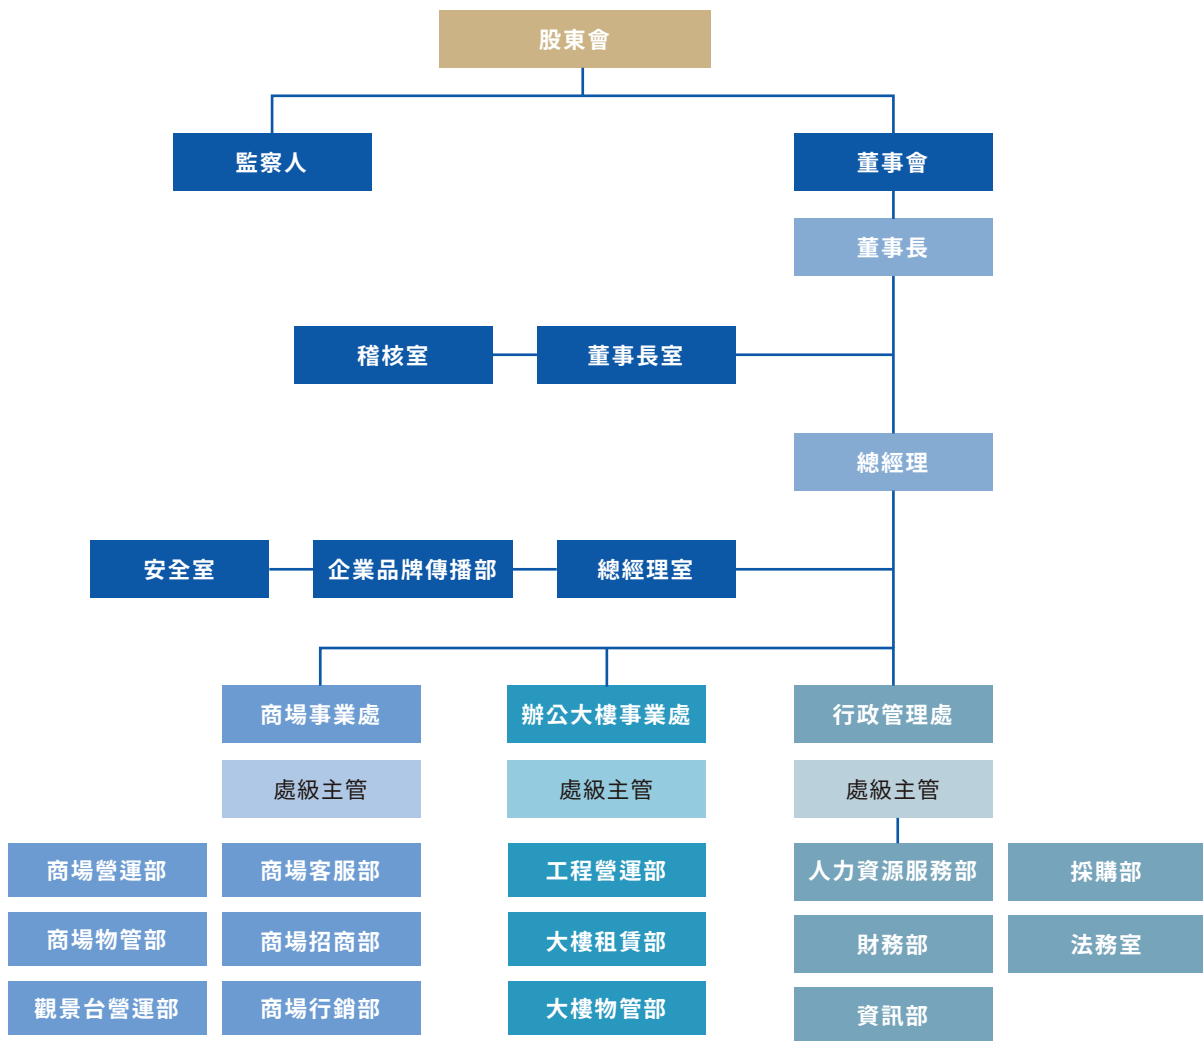 股東會
監察人
董事會
董事長
稽核室
董事長室
總經理
安全室
企業品牌傳播部
總經理室
商場事業處
辦公大樓事業處
行政管理處
處級主管
處級主管
處級主管
商場營運部
商場客服部
工程營運部
人力資源服務部
採購部
商場物管部
商場招商部
大樓租賃部
財務部
法務室
觀景台營運部
商場行銷部
大樓物管部
資訊部